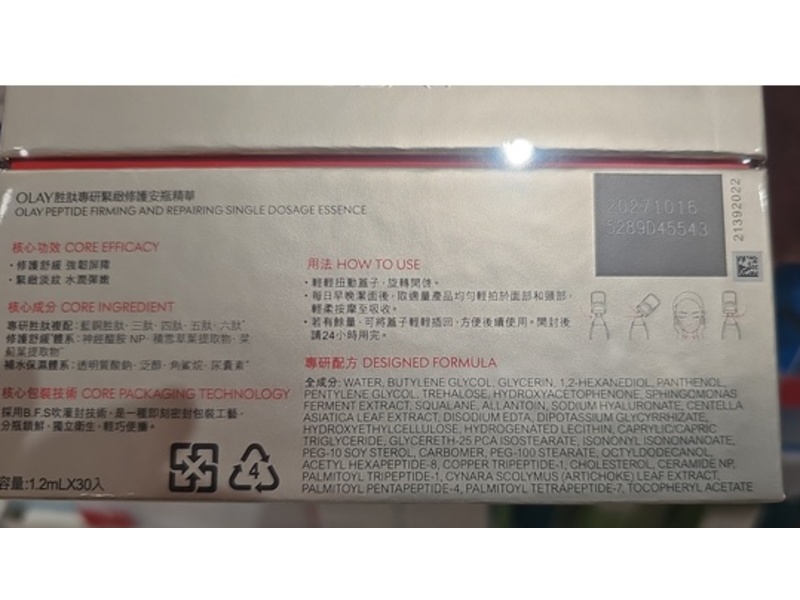 OLAY胜肽專研緊緻修護安瓶精華
OLAY PEPTIDE FIRMING AND REPAIRING SINGLE DOSAGE ESSENCE
核心功效 CORE EFFICACY
・修護舒緩 強韌屏障
・緊緻淡紋 水潤彈嫩
核心成分 CORE INGREDIENT
專研胜肽複配：藍銅胜肽、三肽、四肽、五肽、六肽*
修護舒緩*體系：神經醯胺 NP、積雪草葉提取物、菜
薊葉提取物*
補水保濕體系：透明質酸鈉、泛醇、角鯊烷、尿囊素*
核心包裝技術 CORE PACKAGING TECHNOLOGY
採用B.F.S吹灌封技術，是一種即刻密封包裝工藝，
分瓶鎖鮮，獨立衛生，輕巧便攜。
容量:1.2mLX30入
4
用法 HOW TO USE
・輕輕扭動蓋子，旋轉開啓。
・每日早晚潔面後，取適量產品均勻輕拍於面部和頸部，
輕柔按摩至吸收。
・若有餘量，可將蓋子輕輕插回，方便後續使用。開封後
請24小時用完。
專研配方 DESIGNED FORMULA
全成分: WATER, BUTYLENE GLYCOL, GLYCERIN, 1,2-HEXANEDIOL, PANTHENOL,
PENTYLENE GLYCOL, TREHALOSE, HYDROXYACETOPHENONE, SPHINGOMONAS
FERMENT EXTRACT, SQUALANE, ALLANTOIN, SODIUM HYALURONATE, CENTELLA
ASIATICA LEAF EXTRACT, DISODIUM EDTA, DIPOTASSIUM GLYCYRRHIZATE,
HYDROXYETHYLCELLULOSE, HYDROGENATED LECITHIN, CAPRYLIC/CAPRIC
TRIGLYCERIDE, GLYCERETH-25 PCA ISOSTEARATE, ISONONYL ISONONANOATE,
PEG-10 SOY STEROL, CARBOMER, PEG-100 STEARATE, OCTYLDODECANOL,
ACETYL HEXAPEPTIDE-8, COPPER TRIPEPTIDE-1, CHOLESTEROL, CERAMIDE NP,
PALMITOYL TRIPEPTIDE-1, CYNARA SCOLYMUS (ARTICHOKE) LEAF EXTRACT,
PALMITOYL PENTAPEPTIDE-4, PALMITOYL TETRAPEPTIDE-7, TOCOPHERYL ACETATE
20271016
5289D45543
21392022